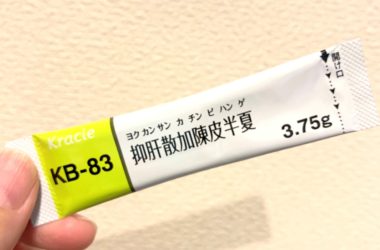 Kracie
KB-83
ヨク カン サン カ チン ピ ハン ゲ
抑肝散加陳皮半夏
3.75g
開け口